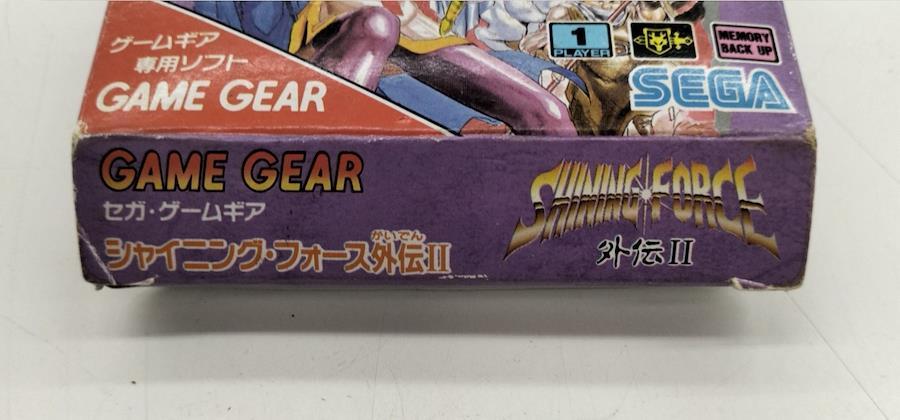 ゲームギア
専用ソフト
GAME GEAR
1
PLAYER
MEMORY
BACK UP
SEGA
GAME GEAR
セガ・ゲームギア
かいでん
シャイニング・フォース外伝II
SHINING FORCE
外伝II